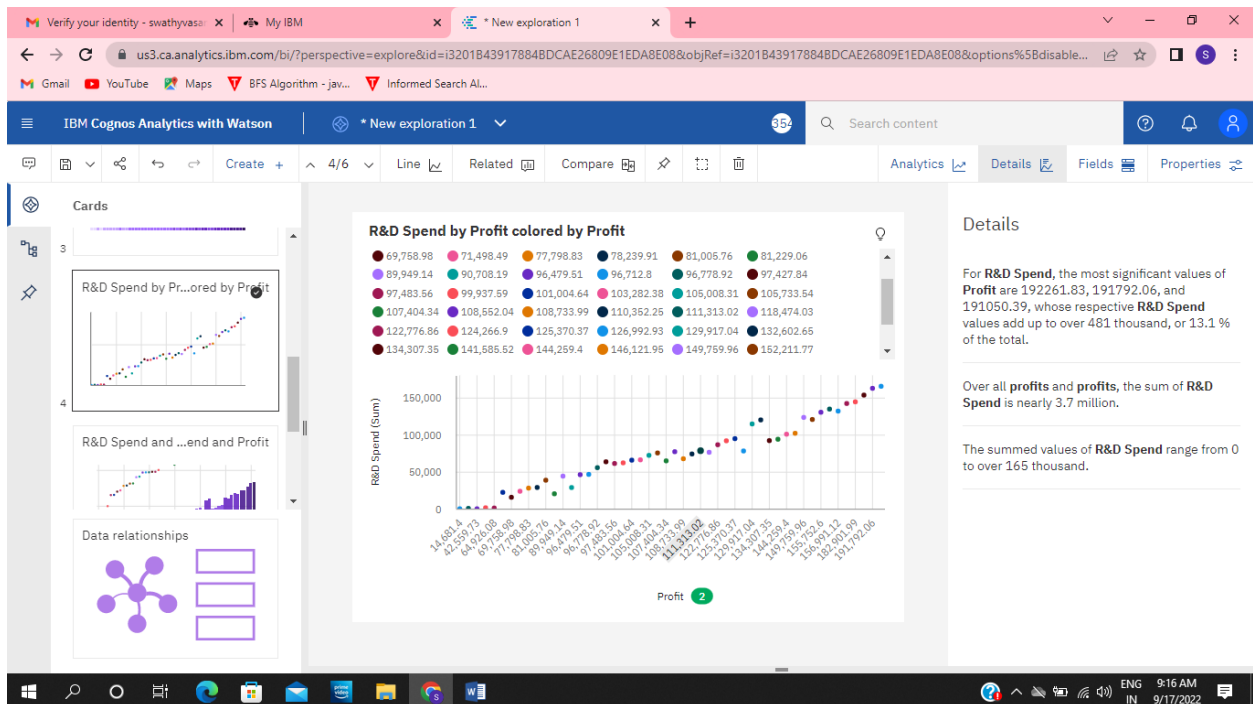 Verify your identity - swathyvasan
My IBM
* New exploration 1
us3.ca.analytics.ibm.com/bi/?perspective=explore&id=i3201B43917884BDCAE26809E1EDA8E08&objRef=i3201B43917884BDCAE26809E1EDA8E08&options%5Bdisable...
S
Gmail YouTube Maps BFS Algorithm - jav... Informed Search Al...
IBM Cognos Analytics with Watson
* New exploration 1
354
Search content
Create + 4/6 Line Related Compare
Analytics Details Fields Properties
Cards
3
R&D Spend by Pr...ored by Profit
4
R&D Spend and ...end and Profit
Data relationships
R&D Spend by Profit colored by Profit
69,758.98 71,498.49 77,798.83 78,239.91 81,005.76 81,229.06
89,949.14 90,708.19 96,479.51 96,712.8 96,778.92 97,427.84
97,483.56 99,937.59 101,004.64 103,282.38 105,008.31 105,733.54
107,404.34 108,552.04 108,733.99 110,352.25 111,313.02 118,474.03
122,776.86 124,266.9 125,370.37 126,992.93 129,917.04 132,602.65
134,307.35 141,585.52 144,259.4 146,121.95 149,759.96 152,211.77
R&D Spend (Sum)
150,000
100,000
50,000
0
14,681.4 42,559.73 64,926.08 69,758.98 77,798.83 81,005.76 89,949.14 96,479.51 96,778.92 97,483.56 101,004.64 105,008.31 107,404.34 108,733.99 111,313.02 122,776.86 125,370.37 129,917.04 134,307.35 144,259.4 149,759.96 155,752.6 156,991.12 182,901.99 191,792.06
Profit 2
Details
For R&D Spend, the most significant values of
Profit are 192261.83, 191792.06, and
191050.39, whose respective R&D Spend
values add up to over 481 thousand, or 13.1 %
of the total.
Over all profits and profits, the sum of R&D
Spend is nearly 3.7 million.
The summed values of R&D Spend range from 0
to over 165 thousand.
prime video
ENG
IN
9:16 AM
9/17/2022